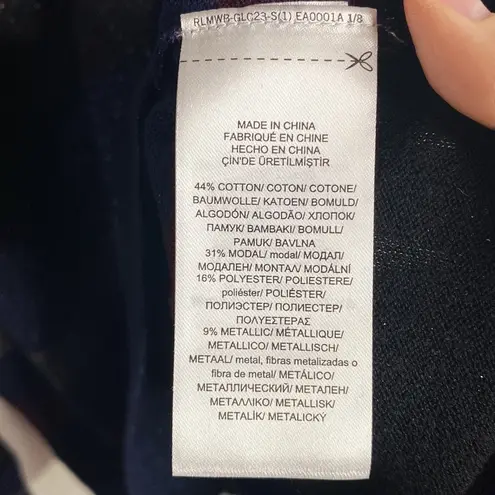 RLMWB-GLC23-S(1) EA0001A 1/8
MADE IN CHINA
FABRIQUÉ EN CHINE
HECHO EN CHINA
ÇIN'DE ÜRETİLMİŞTİR
44% COTTON/ COTON/ COTONE/
BAUMWOLLE/ KATOEN/ BOMULD/
ALGODÓN/ ALGODÃO/ ХЛОПОК/
ПАМУК/ ΒΑΜΒΑΚΙ/ BOMULL/
PAMUK/ BAVLNA
31% MODAL/ modal/ МОДАЛ/
МОДАЛЕН/ ΜΟΝΤΑΛ/ MODÁLNÍ
16% POLYESTER/ POLIESTERE/
poliéster/ POLIÉSTER/
ПОЛИЭСТЕР/ ПОЛИЕСТЕР/
ΠΟΛΥΕΣΤΕΡΑΣ
9% METALLIC/ MÉTALLIQUE/
METALLICO/ METALLISCH/
METAAL/ metal, fibras metalizadas o
fibra de metal/ METÁLICO/
МЕТАЛЛИЧЕСКИЙ/ МЕТАЛЕН/
ΜΕΤΑΛΛΙΚΟ/ METALLISK/
METALİK/ METALICKÝ